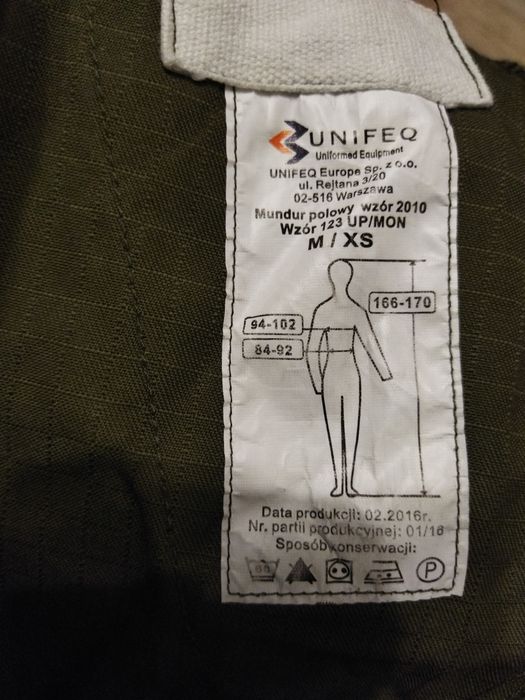 UNIFEQ
Uniformed Equipment
UNIFEQ Europe Sp. z o.o.
ul. Rejtana 3/20
02-516 Warszawa
Mundur polowy wzór 2010
Wzór 123 UP/MON
M / XS
166-170
94-102
84-92
Data produkcji: 02.2016r.
Nr. partii produkcyjnej: 01/16
Sposób konserwacji:
P